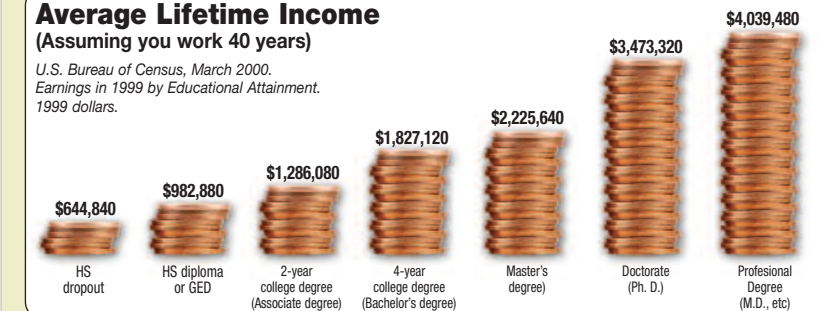 Average Lifetime Income
(Assuming you work 40 years)
U.S. Bureau of Census, March 2000.
Earnings in 1999 by Educational Attainment.
1999 dollars.
$644,840
$982,880
$1,286,080
$1,827,120
$2,225,640
$3,473,320
$4,039,480
HS
dropout
HS diploma
or GED
2-year
college degree
(Associate degree)
4-year
college degree
(Bachelor's degree)
Master's
degree)
Doctorate
(Ph. D.)
Profesional
Degree
(M.D., etc)